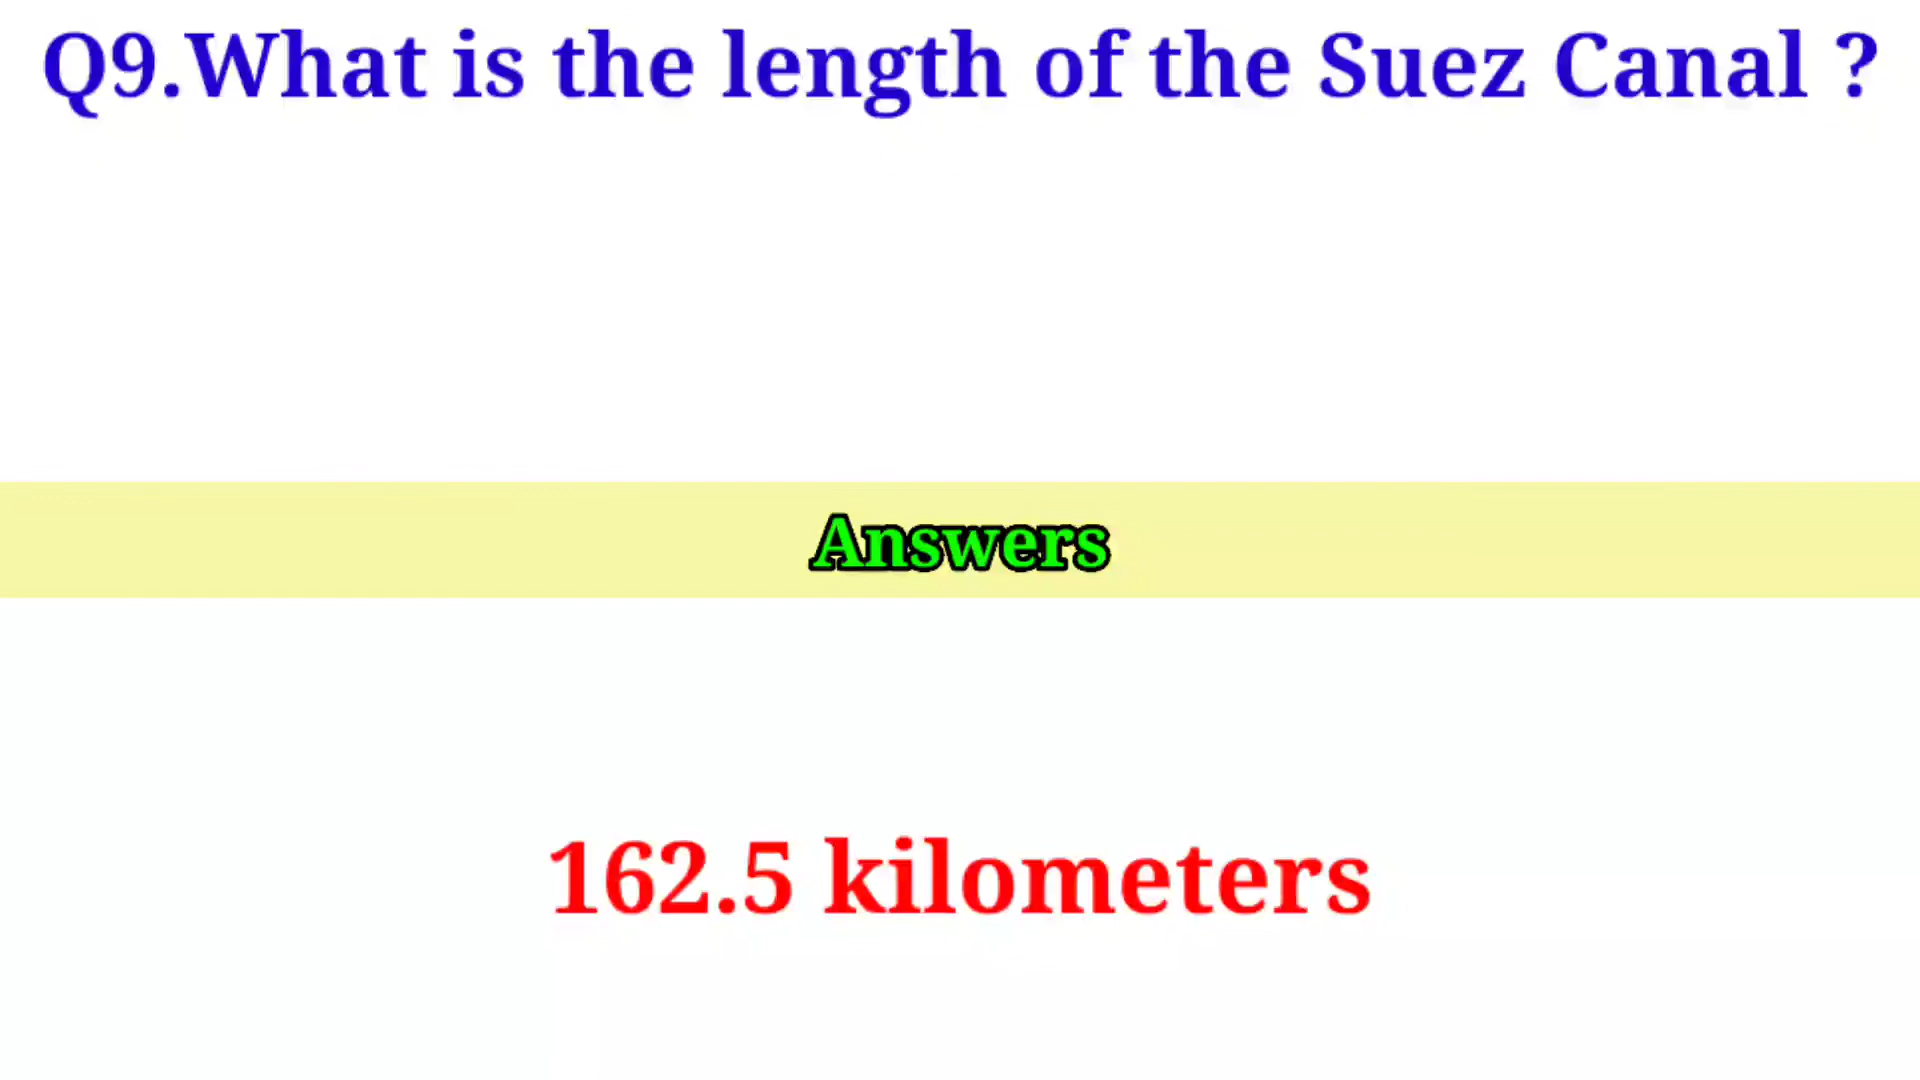 Q9.What is the length of the Suez Canal ?
Answers
162.5 kilometers